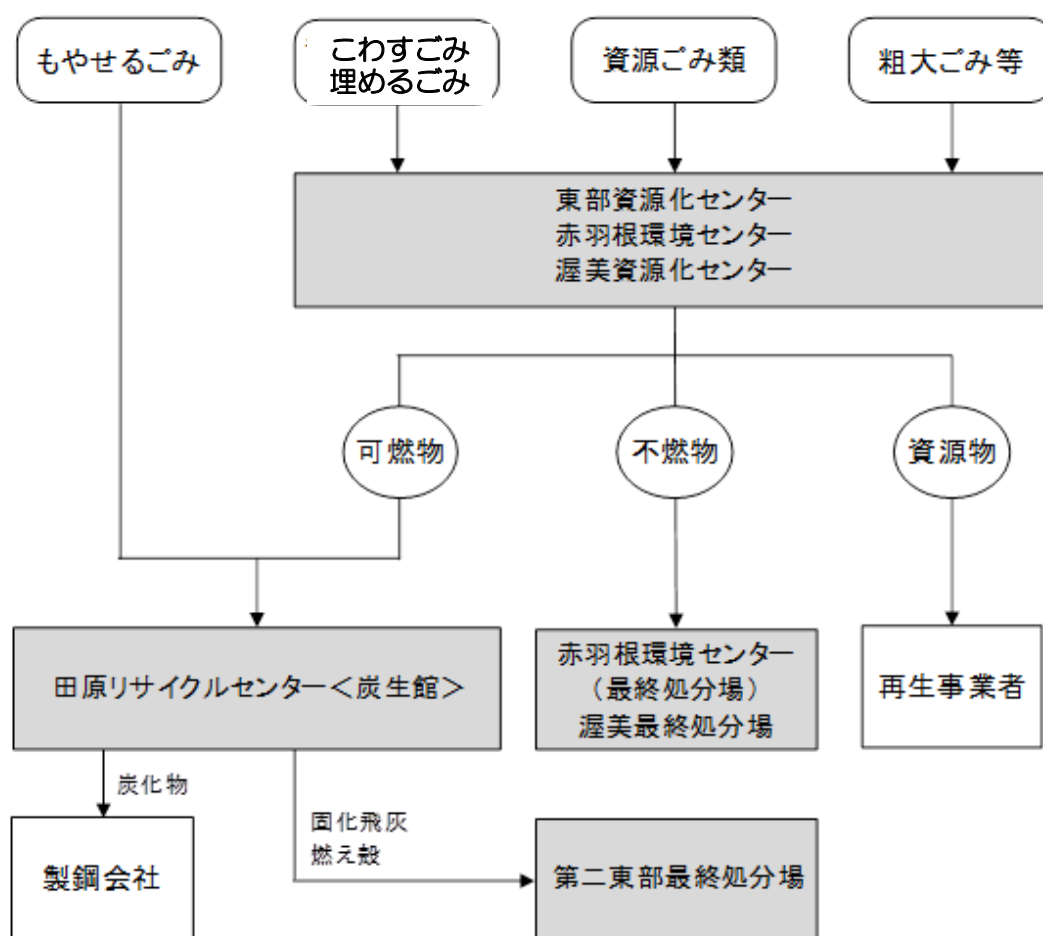 もやせるごみ
こわすごみ
埋めるごみ
資源ごみ類
粗大ごみ等
東部資源化センター
赤羽根環境センター
渥美資源化センター
可燃物
不燃物
資源物
田原リサイクルセンター＜炭生館＞
赤羽根環境センター
（最終処分場）
渥美最終処分場
再生事業者
炭化物
固化飛灰
燃え殻
製鋼会社
第二東部最終処分場